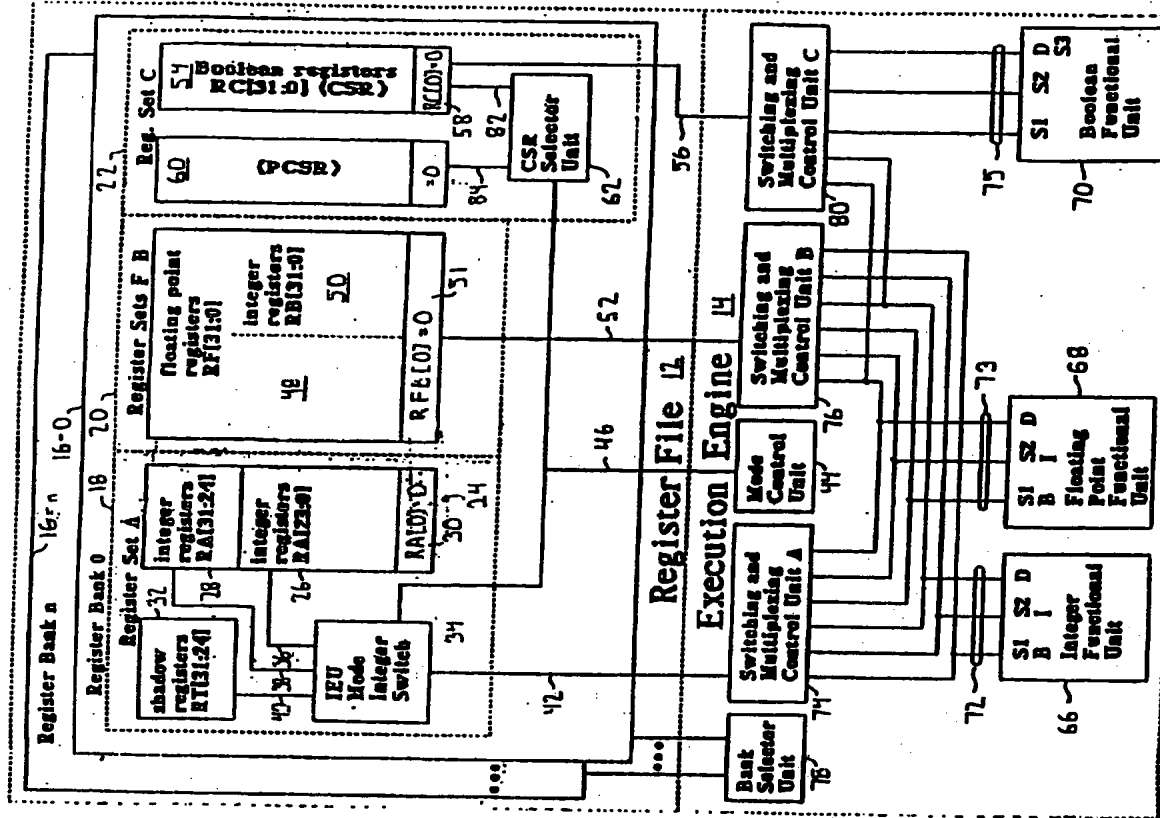 Register Bank n
16-n
16-0
Register Bank 0
18
20
22
Register Set A
Register Sets F B
Reg. Set C
shadow
registers
RT[31:24]
32
integer
registers
RA[31:24]
28
integer
registers
RA[23:0]
26
RA[0]=0
30
24
40
38
36
IEU
Mode
Integer
Switch
34
floating point
registers
RF[31:0]
48
integer
registers
RB[31:0]
50
RFB[0]=0
51
60
(PCSR)
=0
84
54
Boolean registers
RC[31:0] (CSR)
RC[0]=0
58
82
CSR
Selector
Unit
62
42
46
52
56
Register File 12
Execution Engine 14
Bank
Selector
Unit
78
Switching and
Multiplexing
Control Unit A
74
Mode
Control
Unit
44
Switching and
Multiplexing
Control Unit B
76
Switching and
Multiplexing
Control Unit C
80
72
73
75
S1 S2 D
B I
Integer
Functional
Unit
66
S1 S2 D
B I
Floating
Point
Functional
Unit
68
S1 S2 D
S3
Boolean
Functional
Unit
70